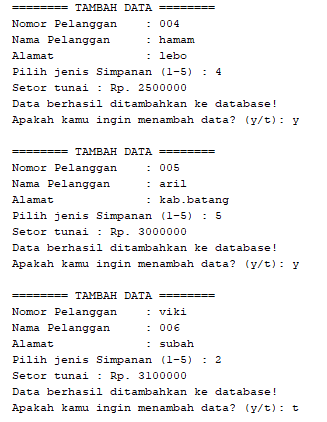 ======== TAMBAH DATA ========
Nomor Pelanggan    : 004
Nama Pelanggan     : hamam
Alamat             : lebo
Pilih jenis Simpanan (1-5) : 4
Setor tunai : Rp. 2500000
Data berhasil ditambahkan ke database!
Apakah kamu ingin menambah data? (y/t): y

======== TAMBAH DATA ========
Nomor Pelanggan    : 005
Nama Pelanggan     : aril
Alamat             : kab.batang
Pilih jenis Simpanan (1-5) : 5
Setor tunai : Rp. 3000000
Data berhasil ditambahkan ke database!
Apakah kamu ingin menambah data? (y/t): y

======== TAMBAH DATA ========
Nomor Pelanggan    : viki
Nama Pelanggan     : 006
Alamat             : subah
Pilih jenis Simpanan (1-5) : 2
Setor tunai : Rp. 3100000
Data berhasil ditambahkan ke database!
Apakah kamu ingin menambah data? (y/t): t